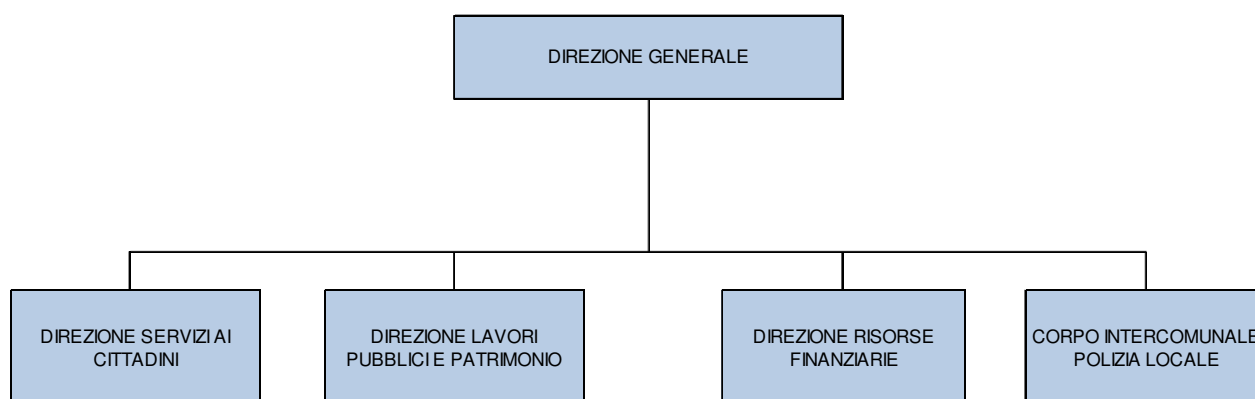 DIREZIONE GENERALE
DIREZIONE SERVIZI AI
CITTADINI
DIREZIONE LAVORI
PUBBLICI E PATRIMONIO
DIREZIONE RISORSE
FINANZIARIE
CORPO INTERCOMUNALE
POLIZIA LOCALE